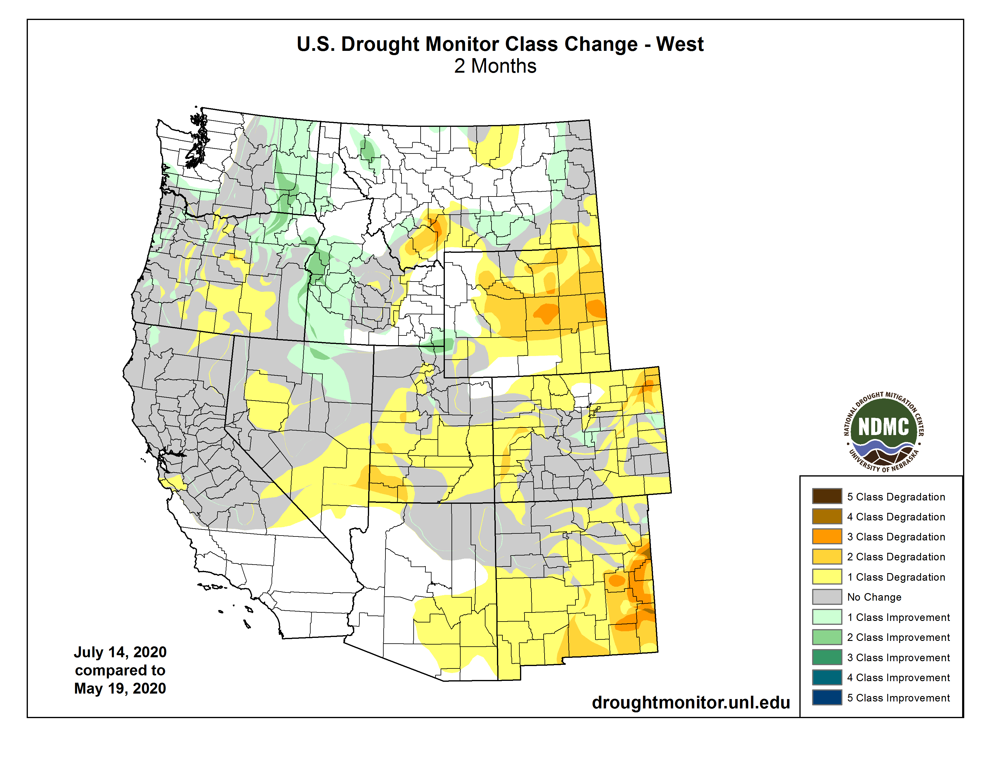 U.S. Drought Monitor Class Change - West
2 Months
NATIONAL DROUGHT MITIGATION CENTER
NDMC
• UNIVERSITY OF NEBRASKA •
5 Class Degradation
4 Class Degradation
3 Class Degradation
2 Class Degradation
1 Class Degradation
No Change
1 Class Improvement
2 Class Improvement
3 Class Improvement
4 Class Improvement
5 Class Improvement
July 14, 2020
compared to
May 19, 2020
droughtmonitor.unl.edu